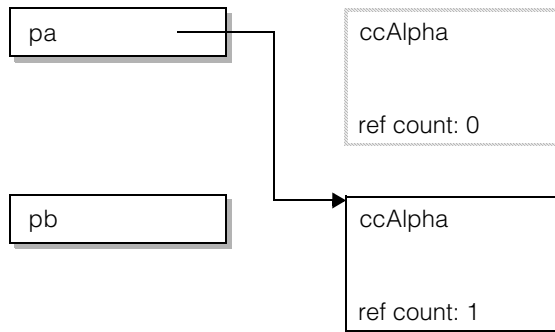 pa
ccAlpha
ref count: 0
pb
ccAlpha
ref count: 1